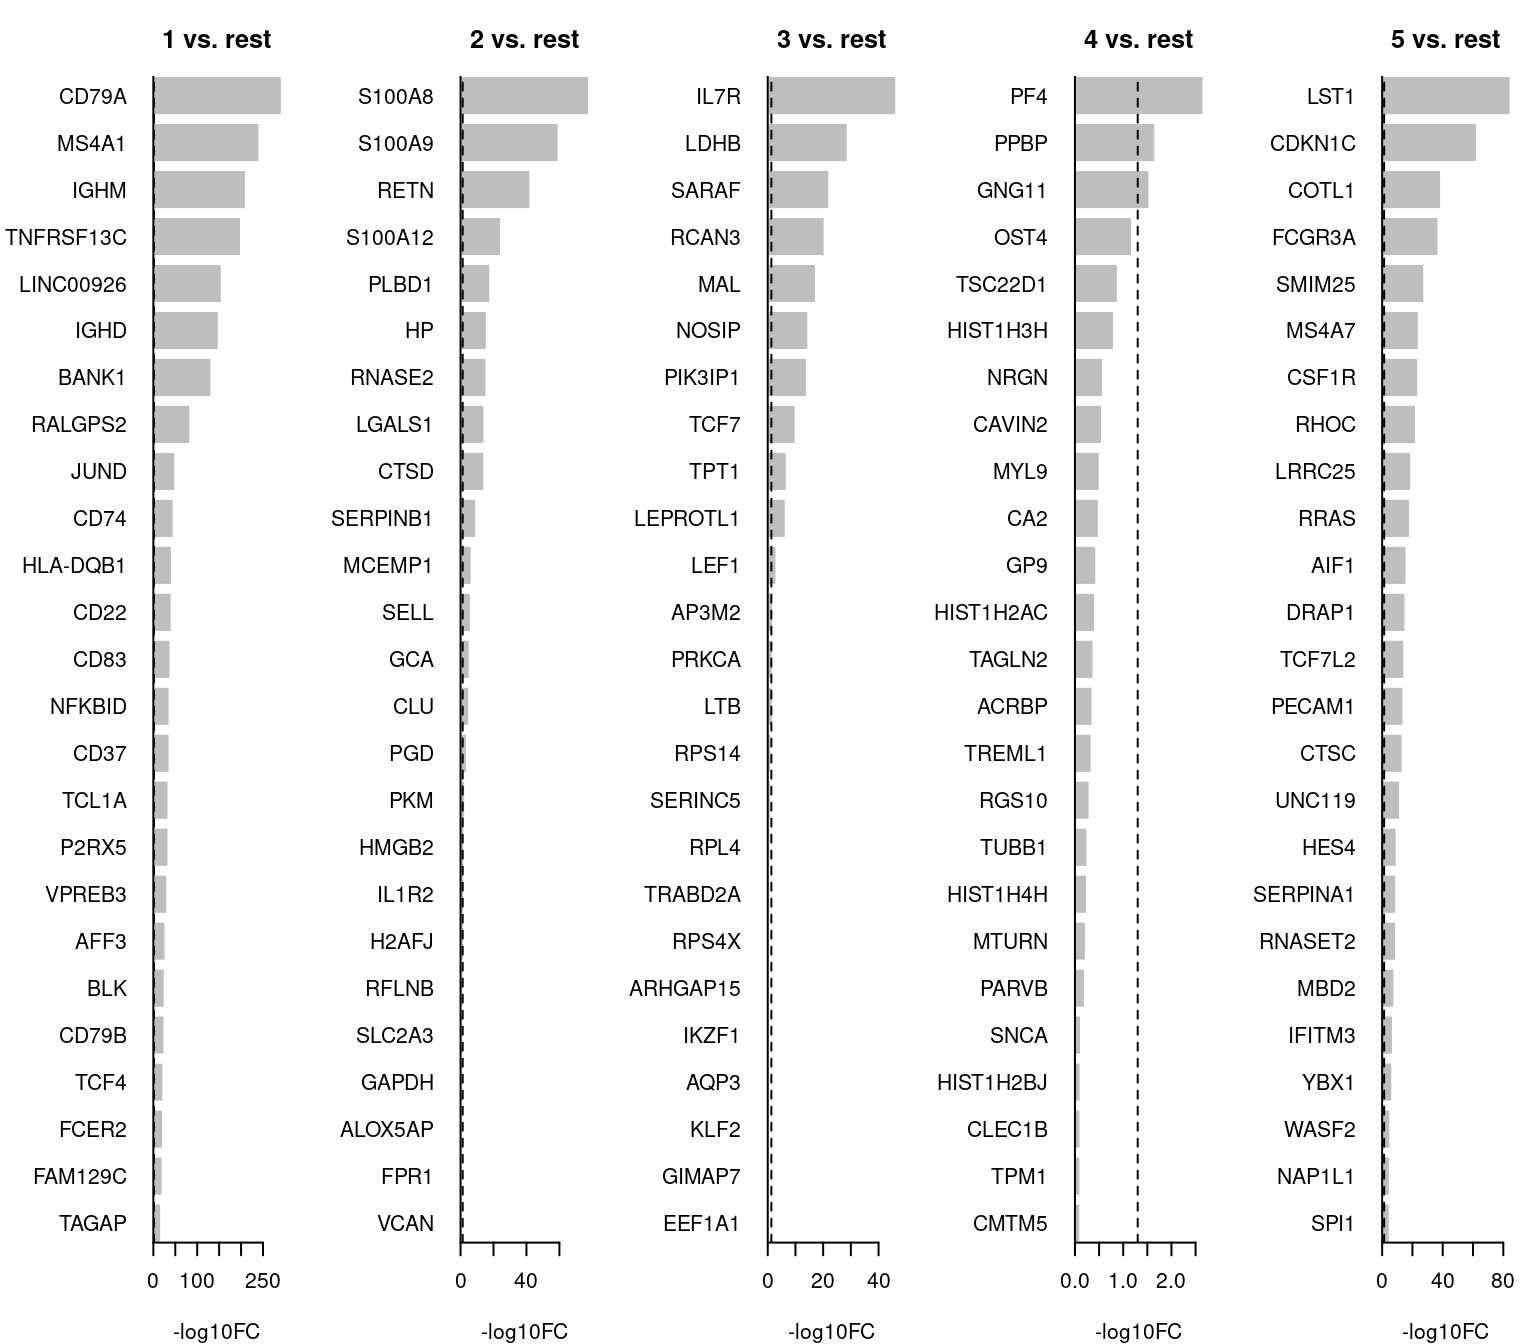 1 vs. rest
CD79A
MS4A1
IGHM
TNFRSF13C
LINC00926
IGHD
BANK1
RALGPS2
JUND
CD74
HLA-DQB1
CD22
CD83
NFKBID
CD37
TCL1A
P2RX5
VPREB3
AFF3
BLK
CD79B
TCF4
FCER2
FAM129C
TAGAP
0 100 250
-log10FC
2 vs. rest
S100A8
S100A9
RETN
S100A12
PLBD1
HP
RNASE2
LGALS1
CTSD
SERPINB1
MCEMP1
SELL
GCA
CLU
PGD
PKM
HMGB2
IL1R2
H2AFJ
RFLNB
SLC2A3
GAPDH
ALOX5AP
FPR1
VCAN
0 40
-log10FC
3 vs. rest
IL7R
LDHB
SARAF
RCAN3
MAL
NOSIP
PIK3IP1
TCF7
TPT1
LEPROTL1
LEF1
AP3M2
PRKCA
LTB
RPS14
SERINC5
RPL4
TRABD2A
RPS4X
ARHGAP15
IKZF1
AQP3
KLF2
GIMAP7
EEF1A1
0 20 40
-log10FC
4 vs. rest
PF4
PPBP
GNG11
OST4
TSC22D1
HIST1H3H
NRGN
CAVIN2
MYL9
CA2
GP9
HIST1H2AC
TAGLN2
ACRBP
TREML1
RGS10
TUBB1
HIST1H4H
MTURN
PARVB
SNCA
HIST1H2BJ
CLEC1B
TPM1
CMTM5
0.0 1.0 2.0
-log10FC
5 vs. rest
LST1
CDKN1C
COTL1
FCGR3A
SMIM25
MS4A7
CSF1R
RHOC
LRRC25
RRAS
AIF1
DRAP1
TCF7L2
PECAM1
CTSC
UNC119
HES4
SERPINA1
RNASET2
MBD2
IFITM3
YBX1
WASF2
NAP1L1
SPI1
0 40 80
-log10FC